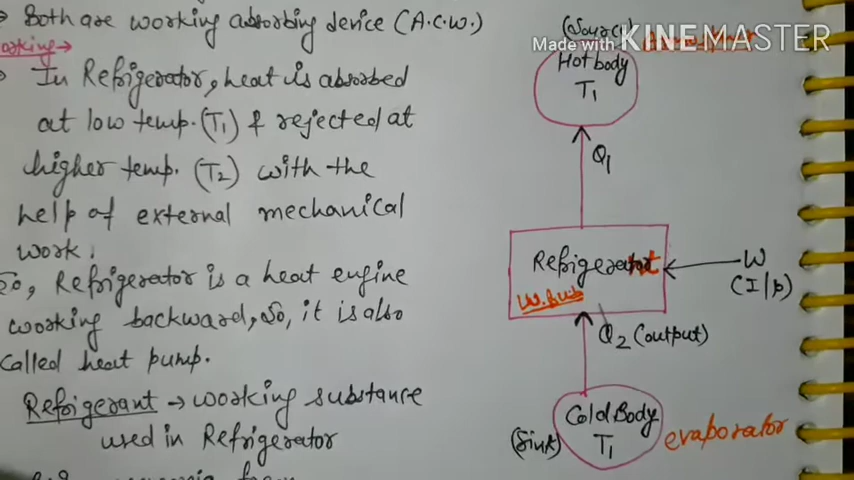 Both are working absorbing device (A.C.W.)
Working→
In Refrigerator, heat is absorbed
at low temp. (T1) & rejected at
higher temp. (T2) with the
help of external mechanical
work.
So, Refrigerator is a heat engine
working backward, so, it is also
called heat pump.
Refrigerant → working substance
used in Refrigerator
(Source)
Made with KINEMASTER
Hot body
T1
Q1
Refrigerant
W
(I/p)
Q2 (output)
Cold Body
T1
(Sink)
evaporator